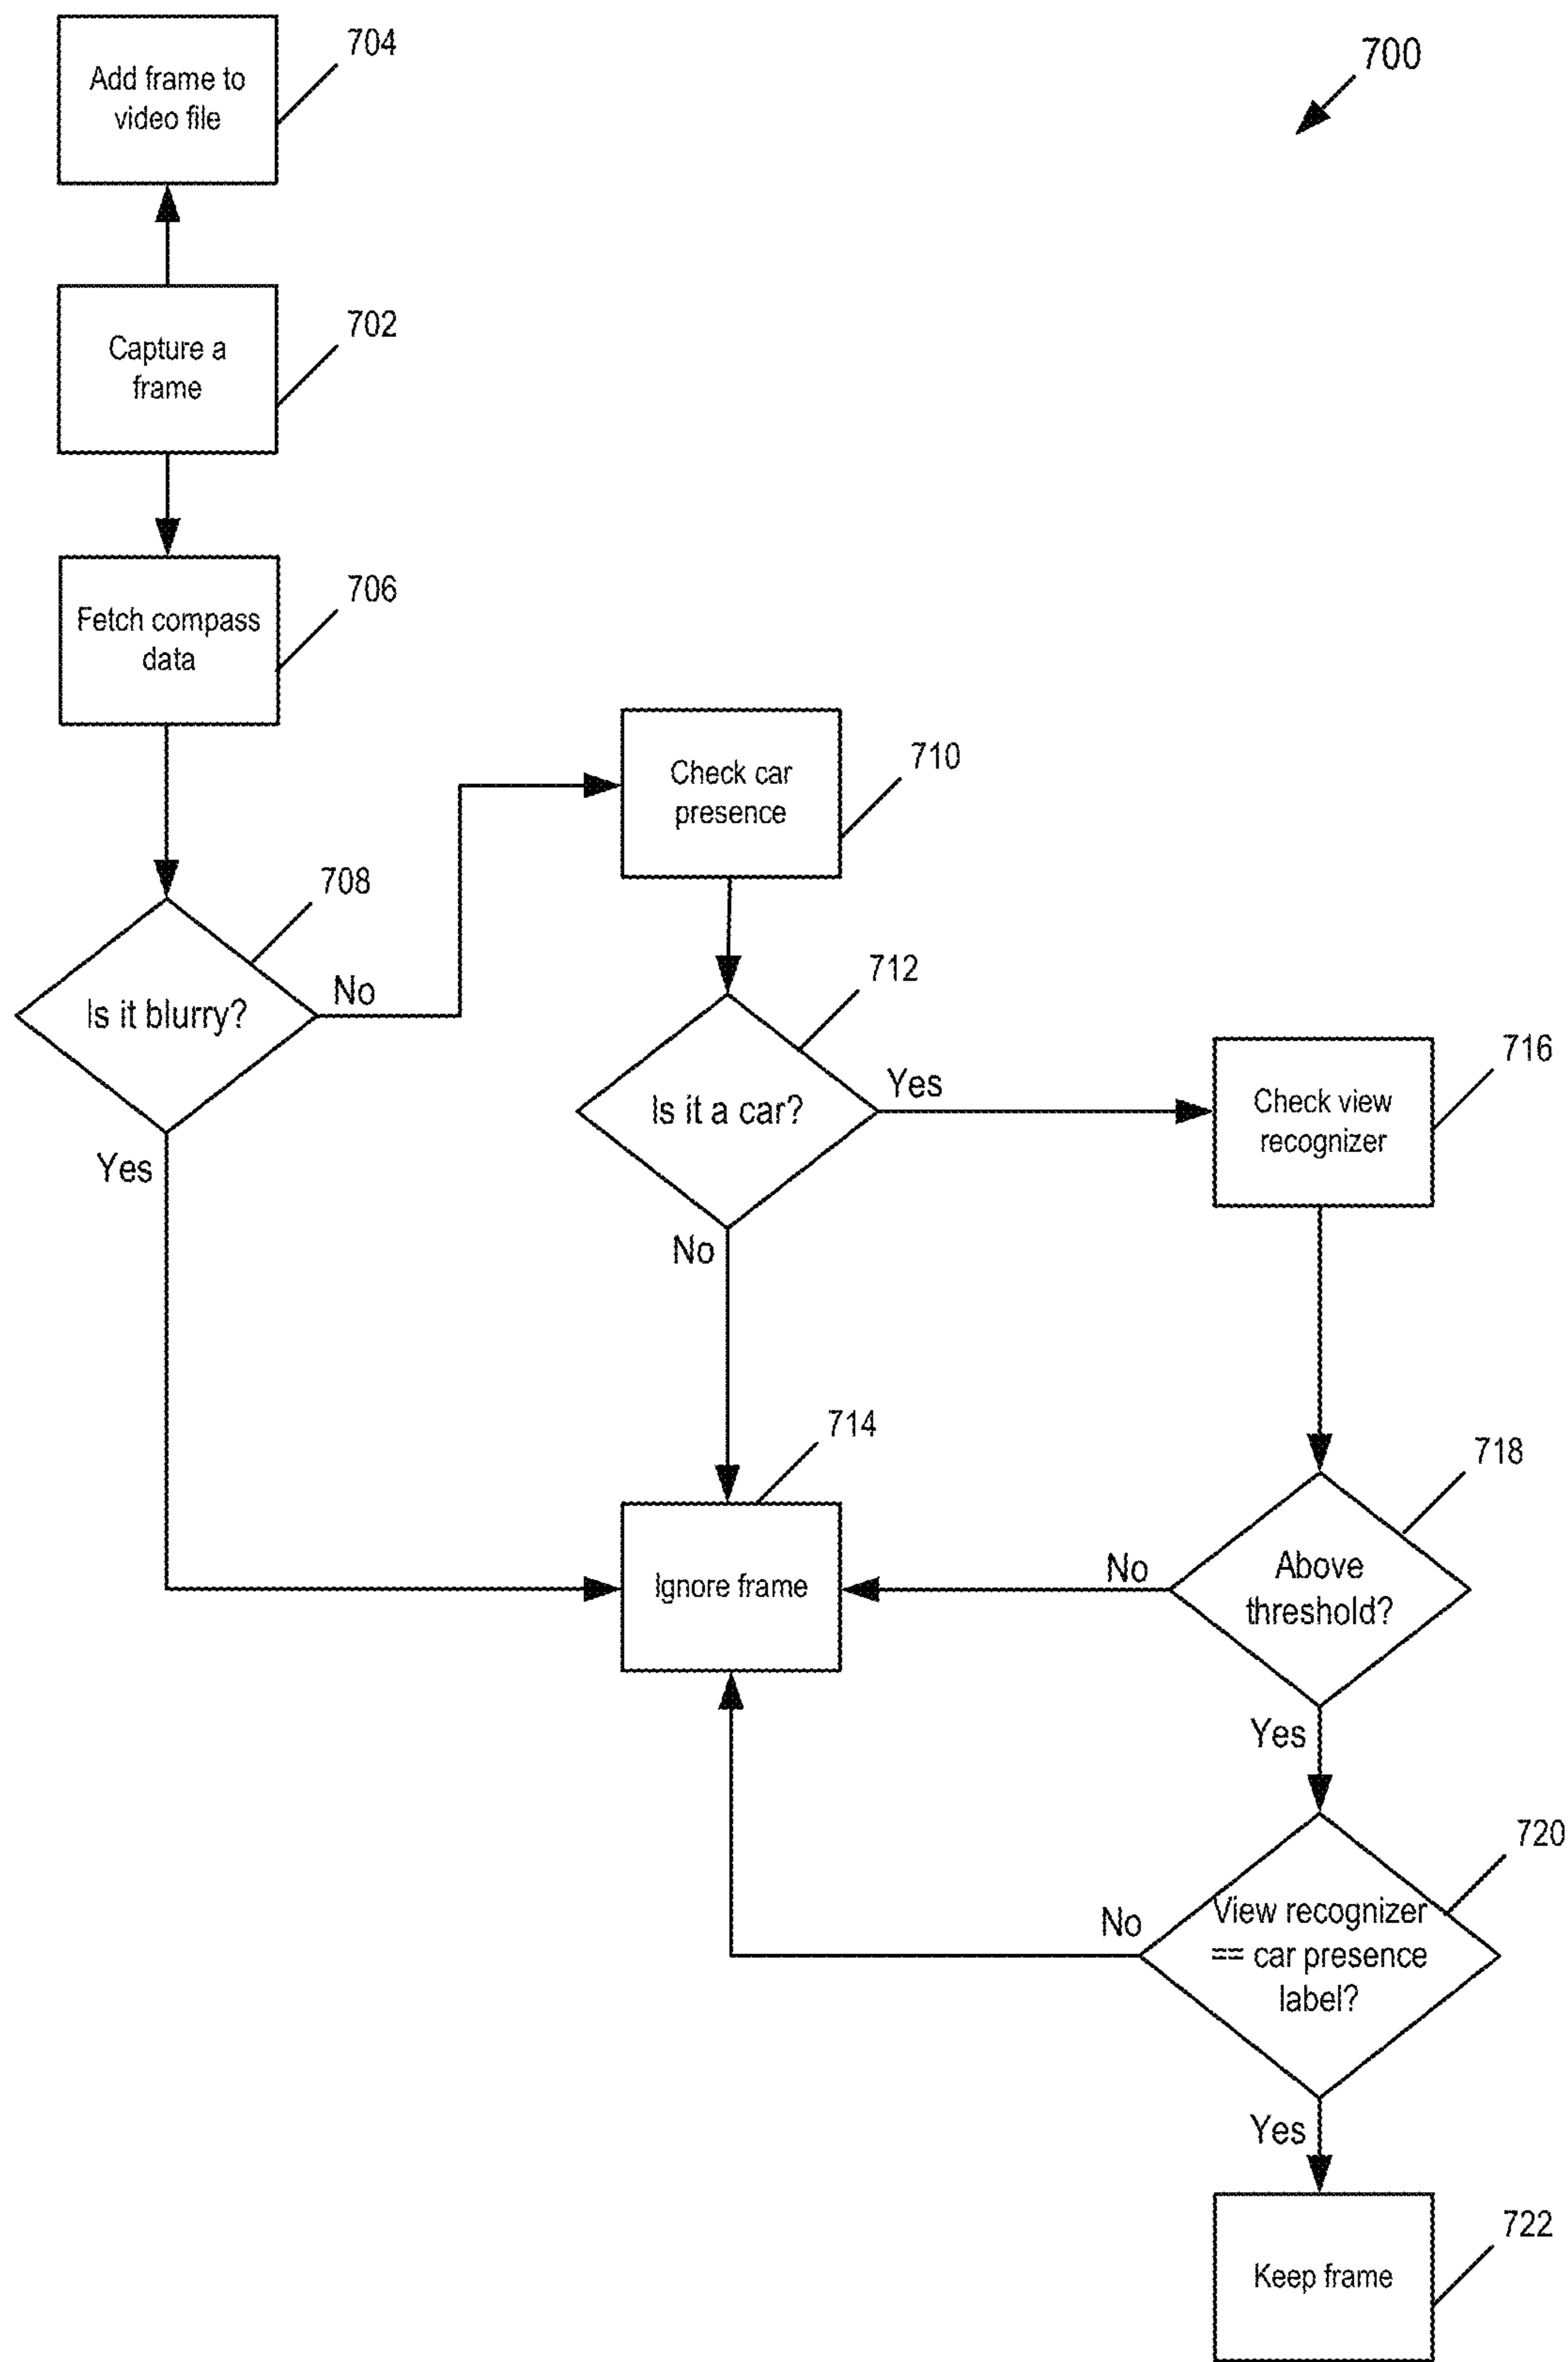 704
Add frame to
video file
700
702
Capture a
frame
706
Fetch compass
data
710
Check car
presence
708
Is it blurry?
No
Yes
712
Is it a car?
Yes
No
716
Check view
recognizer
714
Ignore frame
718
Above
threshold?
No
Yes
720
View recognizer
== car presence
label?
No
Yes
722
Keep frame